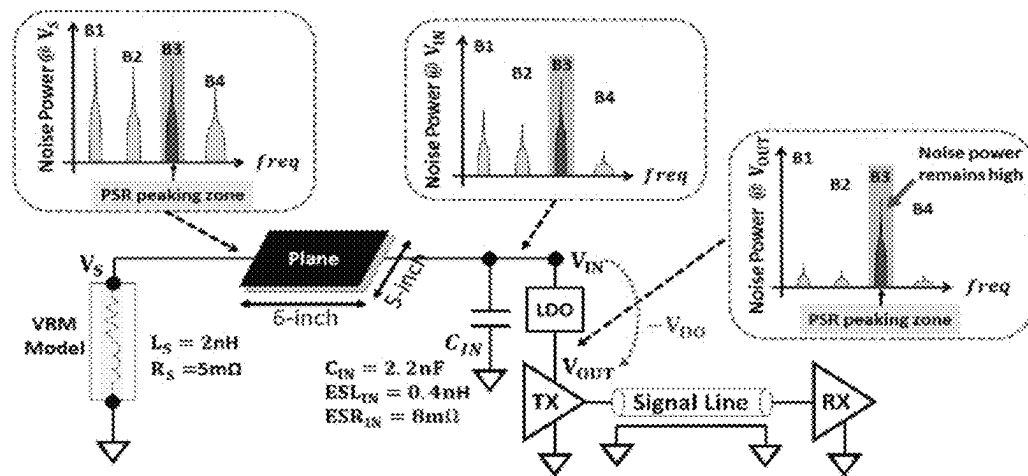 Noise Power @ V_S
B1
B2
B3
B4
freq
PSR peaking zone
Noise Power @ V_IN
B1
B2
B3
B4
freq
Noise Power @ V_OUT
B1
B2
B3
B4
Noise power
remains high
freq
PSR peaking zone
V_S
Plane
5-inch
6-inch
V_IN
LDO
~V_DO
VRM
Model
L_S = 2nH
R_S = 5mΩ
C_IN
C_IN = 2.2nF
ESL_IN = 0.4nH
ESR_IN = 8mΩ
V_OUT
TX
Signal Line
RX